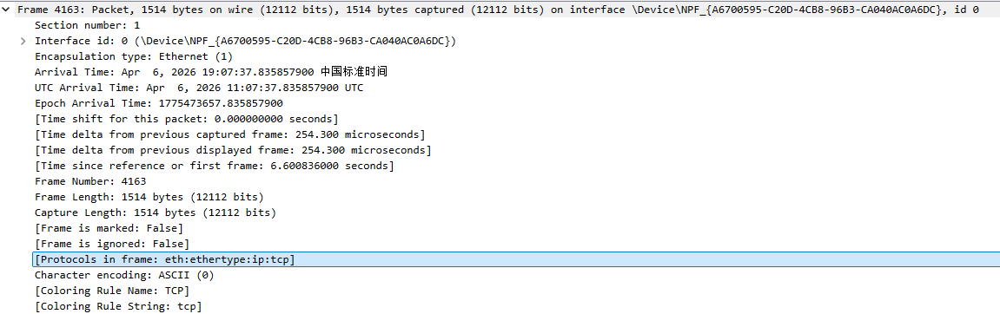 Frame 4163: Packet, 1514 bytes on wire (12112 bits), 1514 bytes captured (12112 bits) on interface \Device\NPF_{A6700595-C20D-4CB8-96B3-CA040AC0A6DC}, id 0
Section number: 1
Interface id: 0 (\Device\NPF_{A6700595-C20D-4CB8-96B3-CA040AC0A6DC})
Encapsulation type: Ethernet (1)
Arrival Time: Apr  6, 2026 19:07:37.835857900 中国标准时间
UTC Arrival Time: Apr  6, 2026 11:07:37.835857900 UTC
Epoch Arrival Time: 1775473657.835857900
[Time shift for this packet: 0.000000000 seconds]
[Time delta from previous captured frame: 254.300 microseconds]
[Time delta from previous displayed frame: 254.300 microseconds]
[Time since reference or first frame: 6.600836000 seconds]
Frame Number: 4163
Frame Length: 1514 bytes (12112 bits)
Capture Length: 1514 bytes (12112 bits)
[Frame is marked: False]
[Frame is ignored: False]
[Protocols in frame: eth:ethertype:ip:tcp]
Character encoding: ASCII (0)
[Coloring Rule Name: TCP]
[Coloring Rule String: tcp]